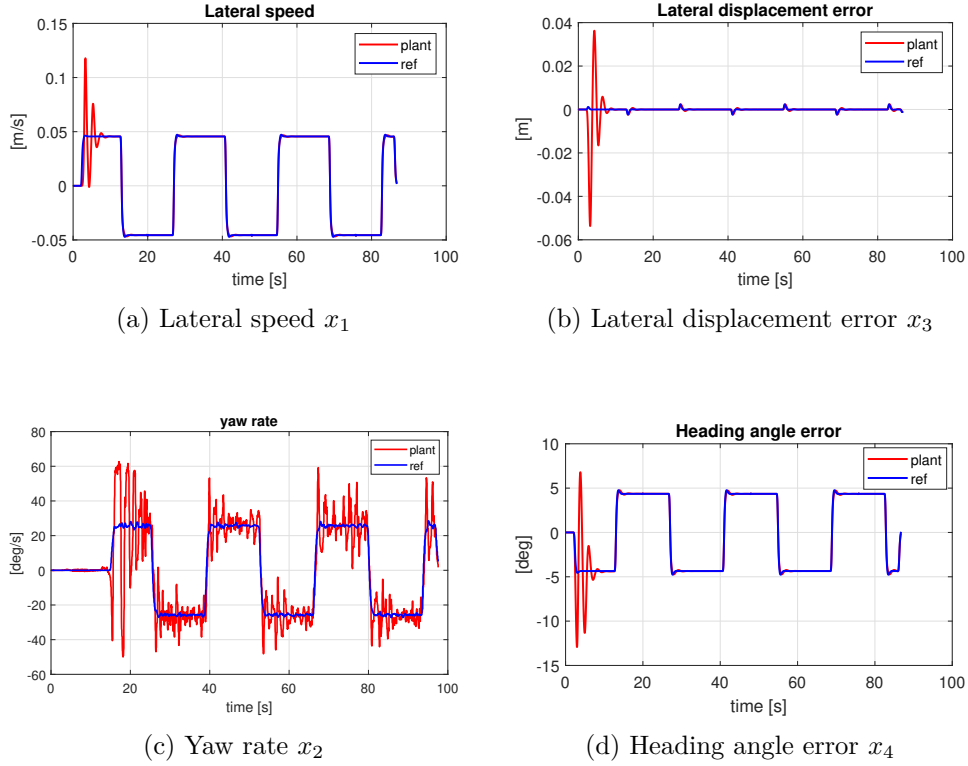 Lateral speed
plant
ref
[m/s]
0.15
0.1
0.05
0
-0.05
0
20
40
60
80
100
time [s]
(a) Lateral speed x1
Lateral displacement error
plant
ref
[m]
0.04
0.02
0
-0.02
-0.04
-0.06
0
20
40
60
80
100
time [s]
(b) Lateral displacement error x3
yaw rate
plant
ref
[deg/s]
80
60
40
20
0
-20
-40
-60
0
20
40
60
80
100
time [s]
(c) Yaw rate x2
Heading angle error
plant
ref
[deg]
10
5
0
-5
-10
-15
0
20
40
60
80
100
time [s]
(d) Heading angle error x4